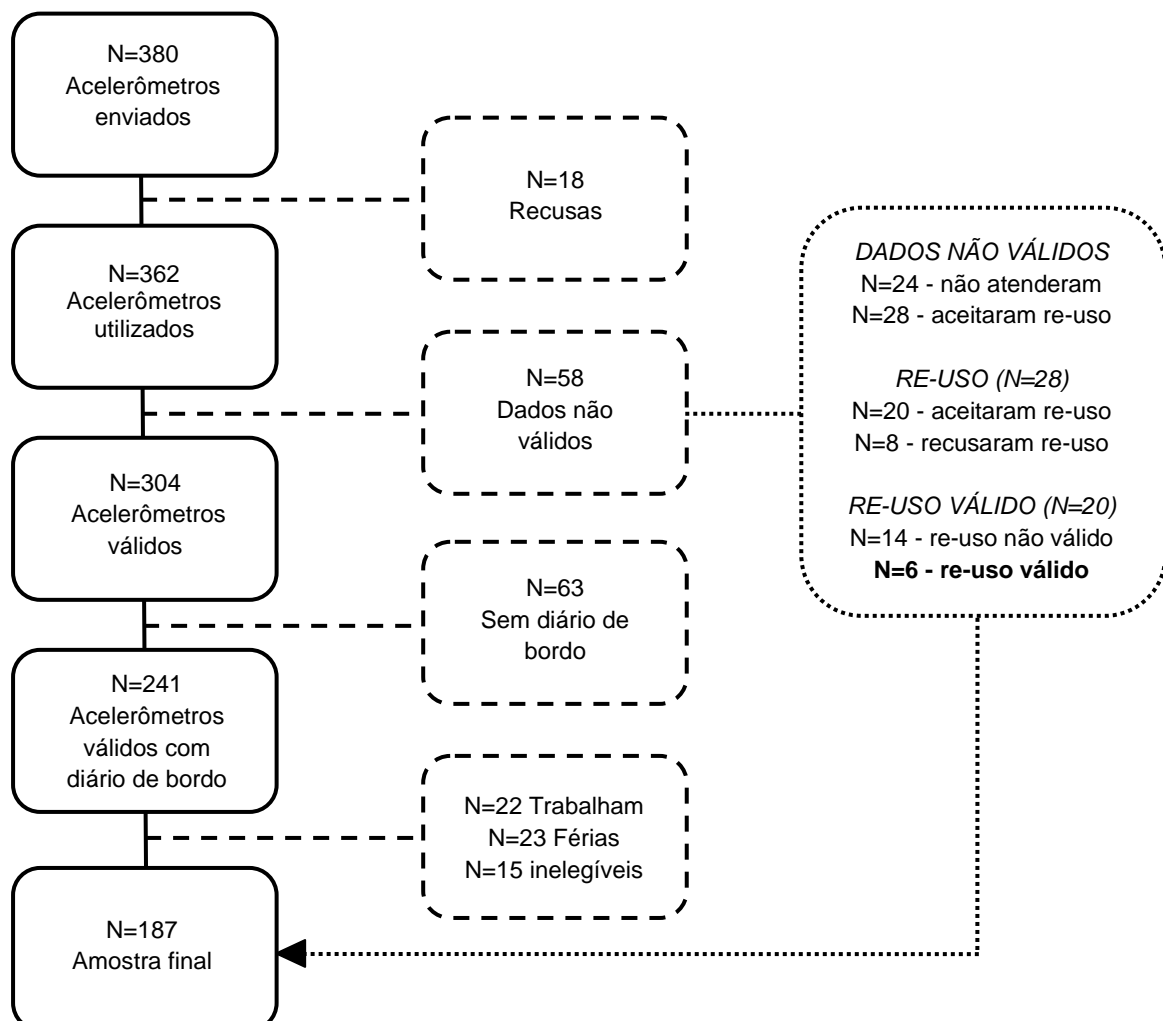 N=380
Acelerômetros
enviados
N=18
Recusas
N=362
Acelerômetros
utilizados
N=58
Dados não
válidos
DADOS NÃO VÁLIDOS
N=24 - não atenderam
N=28 - aceitaram re-uso
RE-USO (N=28)
N=20 - aceitaram re-uso
N=8 - recusaram re-uso
RE-USO VÁLIDO (N=20)
N=14 - re-uso não válido
N=6 - re-uso válido
N=304
Acelerômetros
válidos
N=63
Sem diário de
bordo
N=241
Acelerômetros
válidos com
diário de bordo
N=22 Trabalham
N=23 Férias
N=15 inelegíveis
N=187
Amostra final